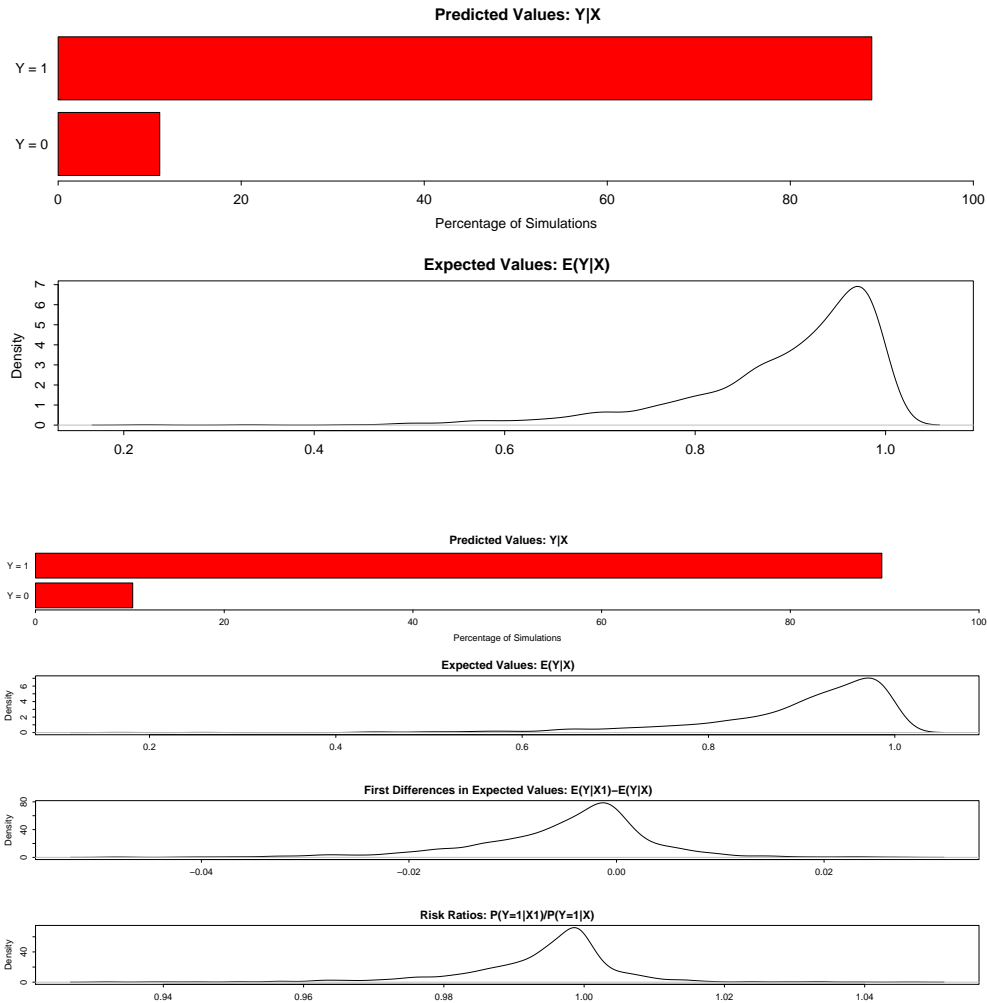 Predicted Values: Y|X
Y = 1
Y = 0
0 20 40 60 80 100
Percentage of Simulations
Expected Values: E(Y|X)
Density
7
6
5
4
3
2
1
0
0.2 0.4 0.6 0.8 1.0
Predicted Values: Y|X
Y = 1
Y = 0
0 20 40 60 80 100
Percentage of Simulations
Expected Values: E(Y|X)
Density
6
4
2
0
0.2 0.4 0.6 0.8 1.0
First Differences in Expected Values: E(Y|X1)−E(Y|X)
Density
80
40
0
−0.04 −0.02 0.00 0.02
Risk Ratios: P(Y=1|X1)/P(Y=1|X)
Density
40
0
0.94 0.96 0.98 1.00 1.02 1.04